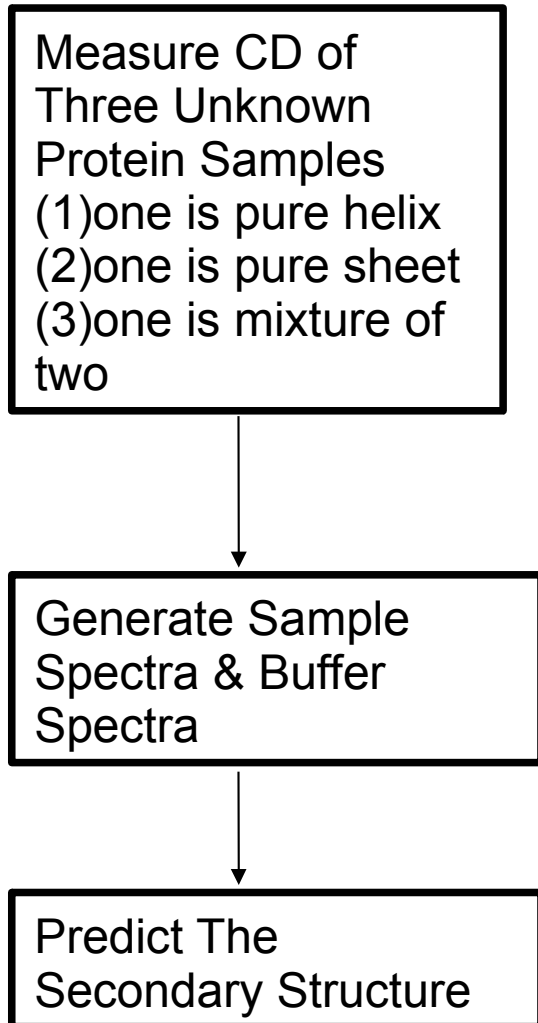 Measure CD of
Three Unknown
Protein Samples
(1)one is pure helix
(2)one is pure sheet
(3)one is mixture of
two
Generate Sample
Spectra & Buffer
Spectra
Predict The
Secondary Structure